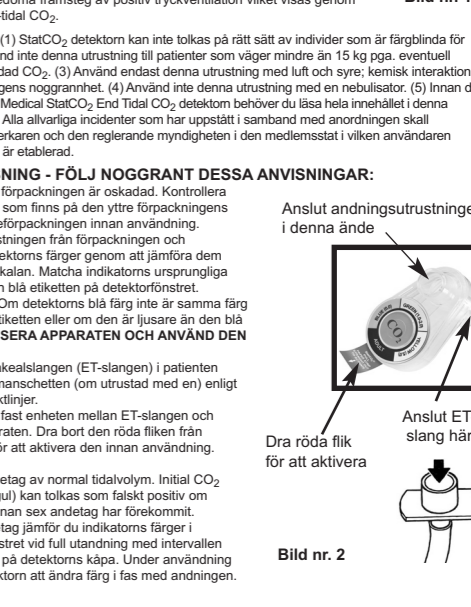 edöma framsteg av positiv tryckventilation vilket visas genom
-tidal CO2.
Bild nr. 1
(1) StatCO2 detektorn kan inte tolkas på rätt sätt av individer som är färgblinda för
nd inte denna utrustning till patienter som väger mindre än 15 kg pga. eventuell
dad CO2. (3) Använd endast denna utrustning med luft och syre; kemisk interaktion
gens noggrannhet. (4) Använd inte denna utrustning med en nebulisator. (5) Innan d
Medical StatCO2 End Tidal CO2 detektorn behöver du läsa hela innehållet i denna
Alla allvarliga incidenter som har uppstått i samband med anordningen skall
erkaren och den reglerande myndigheten i den medlemsstat i vilken användaren
är etablerad.
SNING - FÖLJ NOGGRANT DESSA ANVISNINGAR:
förpackningen är oskadad. Kontrollera
som finns på den yttre förpackningens
eförpackningen innan användning.
stningen från förpackningen och
etektorns färger genom att jämföra dem
kalan. Matcha indikatorns ursprungliga
n blå etiketten på detektorfönstret.
Om detektorns blå färg inte är samma färg
tiketten eller om den är ljusare än den blå
SERA APPARATEN OCH ANVÄND DEN
akealslangen (ET-slangen) i patienten
manschetten (om utrustad med en) enligt
ktlinjer.
fast enheten mellan ET-slangen och
raten. Dra bort den röda fliken från
ör att aktivera den innan användning.
detag av normal tidalvolym. Initial CO2
gul) kan tolkas som falskt positiv om
nan sex andetag har förekommit.
etag jämför du indikatorns färger i
stret vid full utandning med intervallen
på detektorns kåpa. Under användning
ktorn att ändra färg i fas med andningen.
Anslut andningsutrustninge
i denna ände
CO2
ADULT
Dra röda flik
för att aktivera
Anslut ET-
slang här
Bild nr. 2